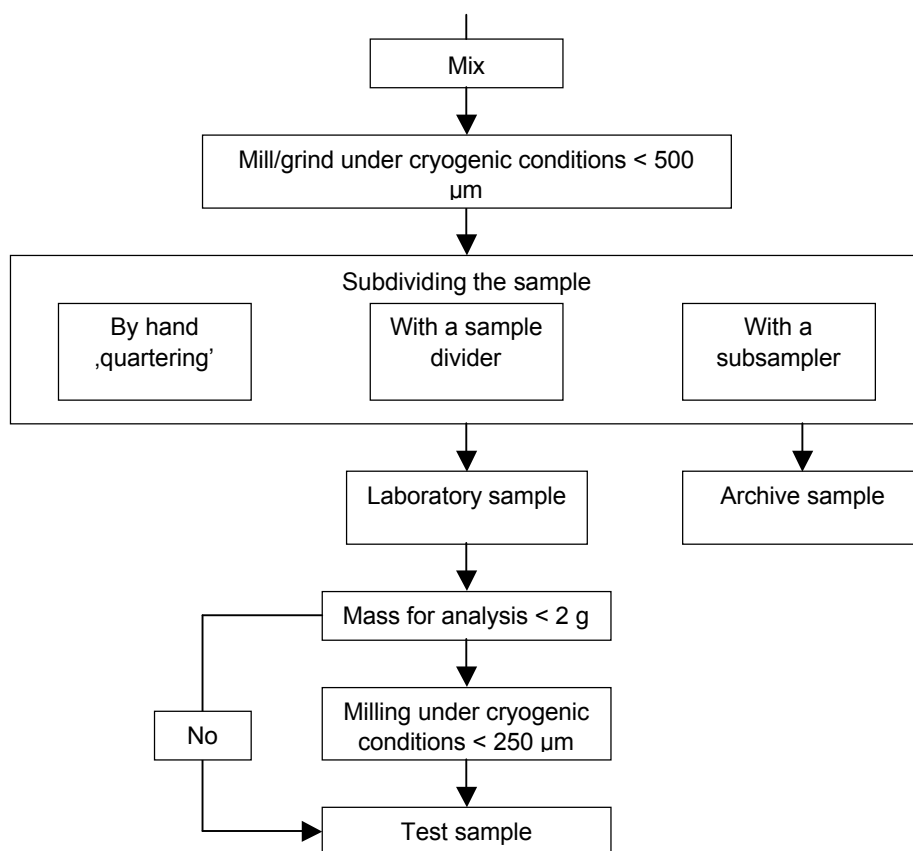 Mix
Mill/grind under cryogenic conditions < 500
µm
Subdividing the sample
By hand
‚quartering’
With a sample
divider
With a
subsampler
Laboratory sample
Archive sample
Mass for analysis < 2 g
Milling under cryogenic
conditions < 250 µm
No
Test sample